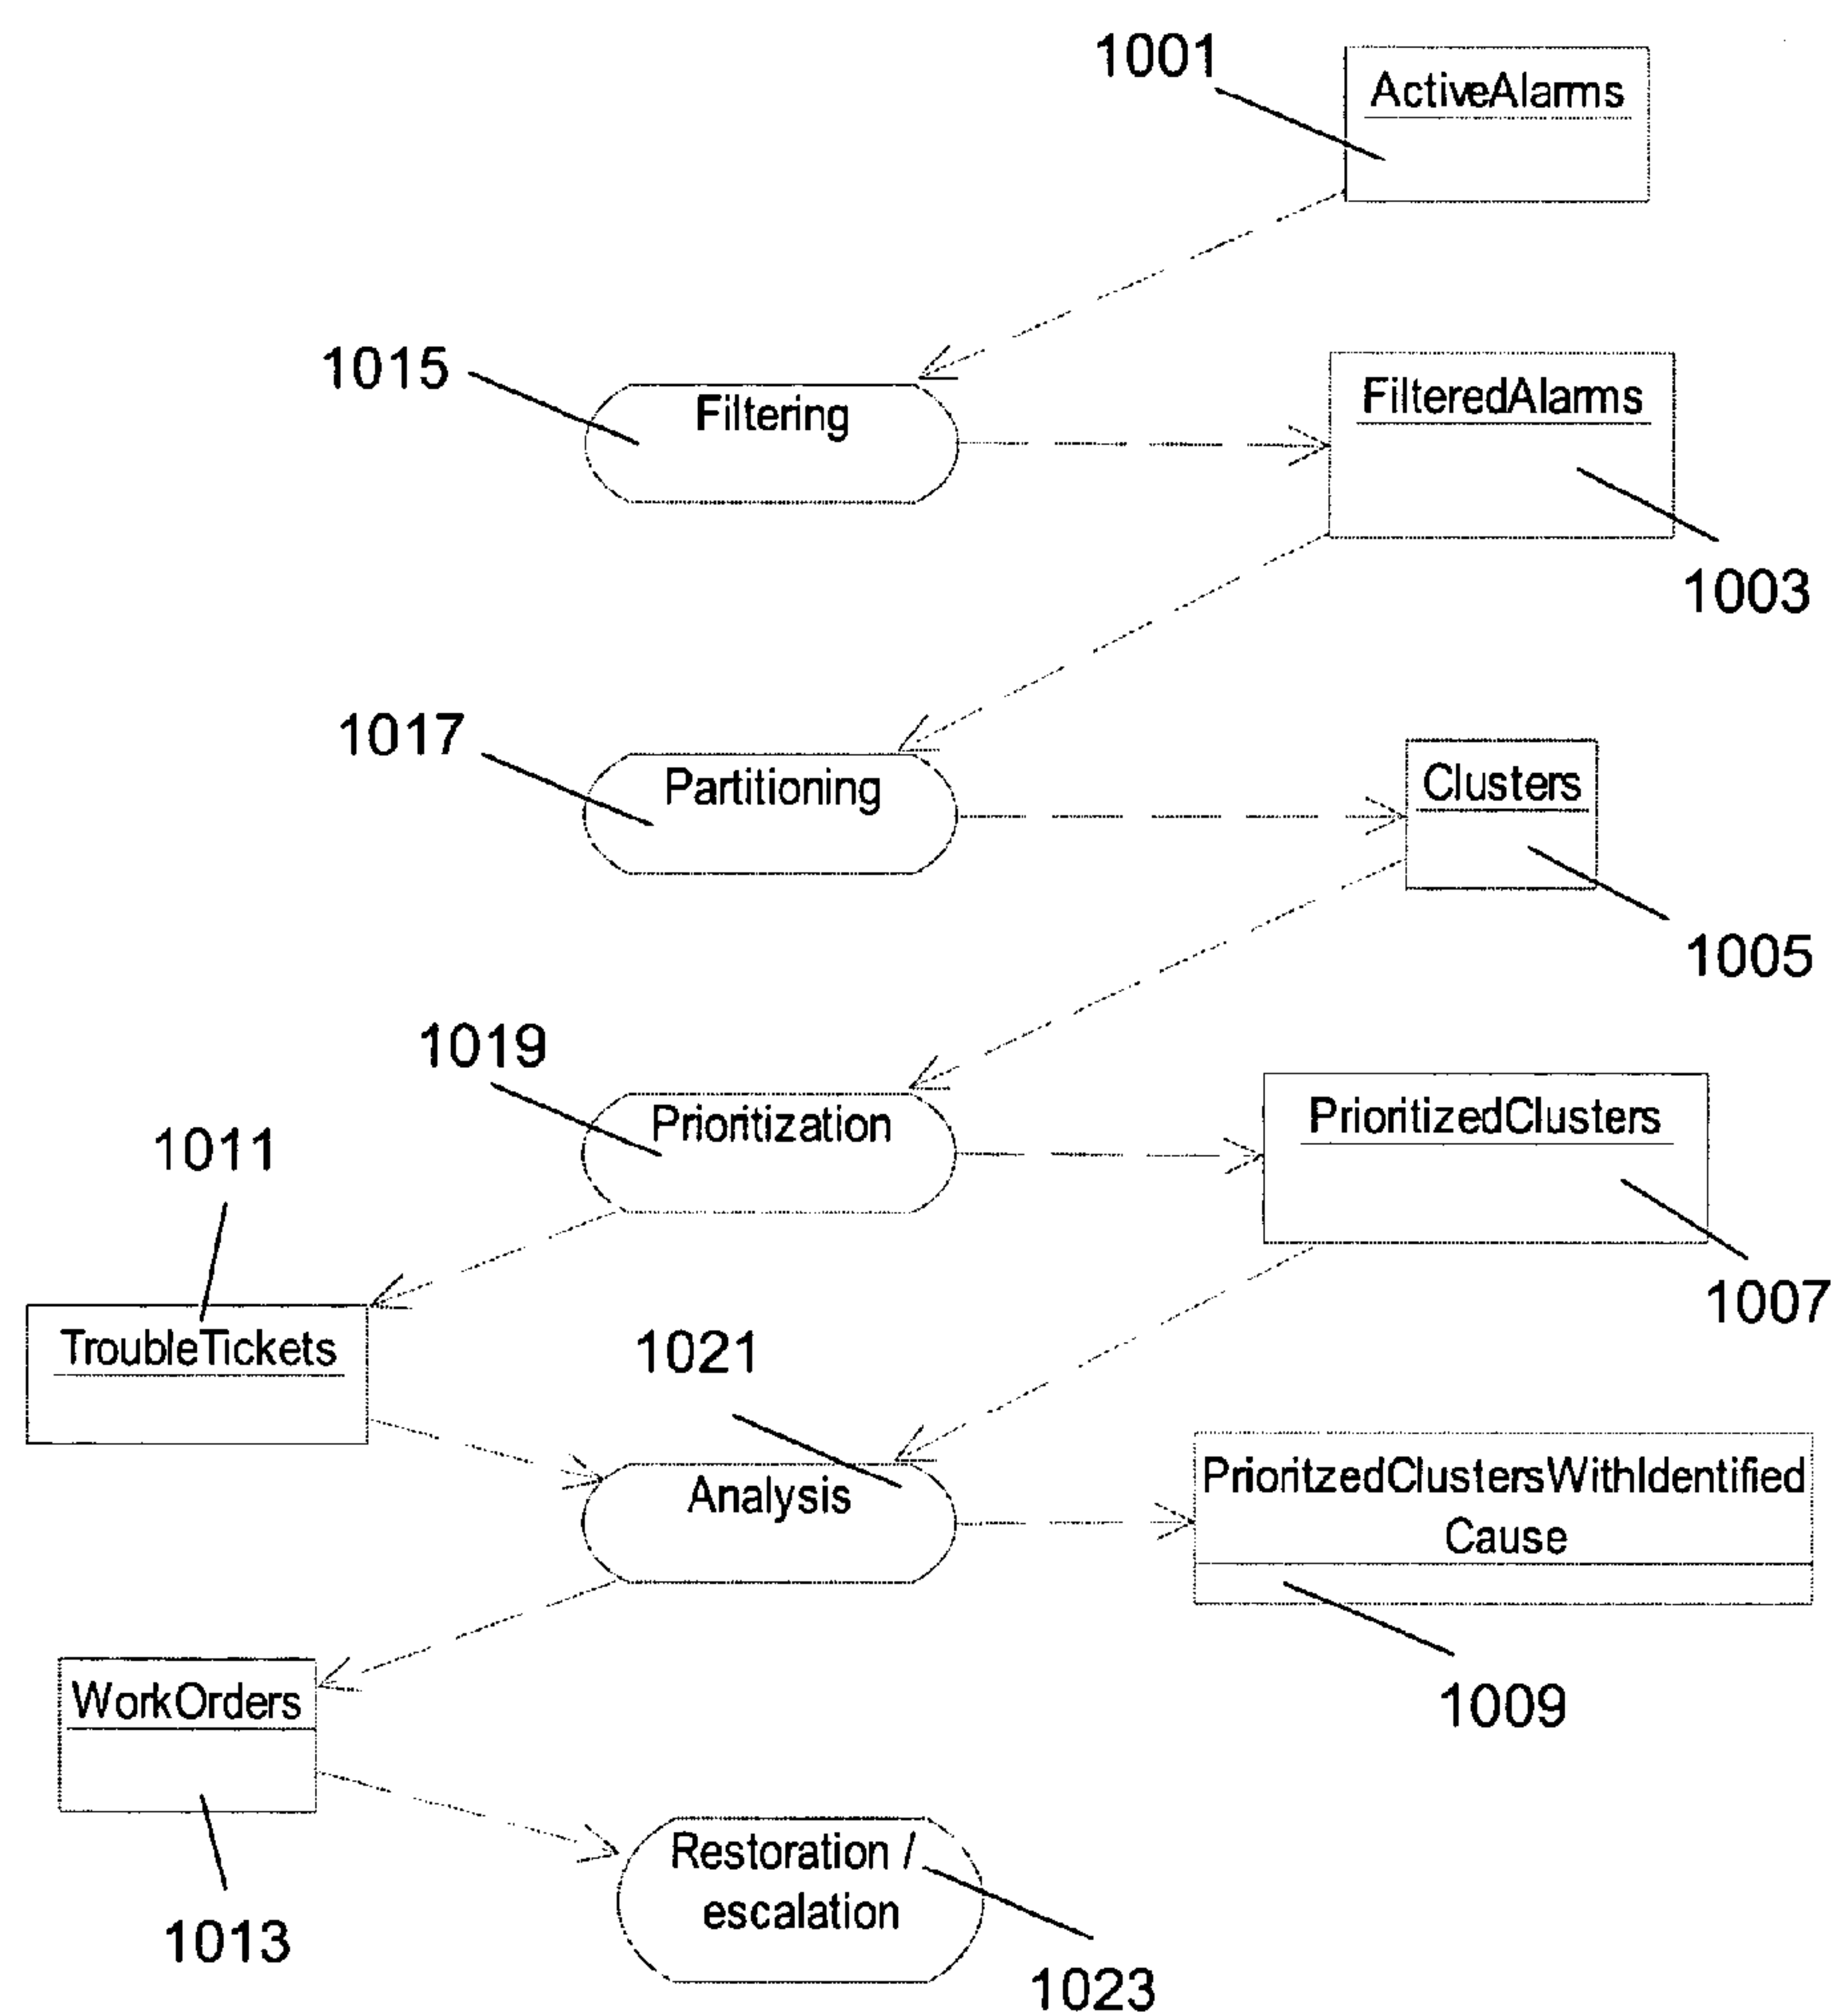 1001
ActiveAlarms
1015
Filtering
FilteredAlarms
1003
1017
Partitioning
Clusters
1005
1019
Prioritization
PrioritizedClusters
1011
1007
TroubleTickets
1021
Analysis
PrioritzedClustersWithIdentified
Cause
WorkOrders
1009
Restoration /
escalation
1013
1023